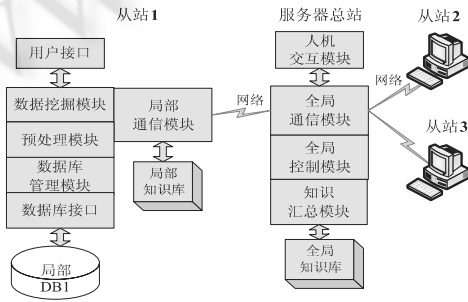 从站1
服务器总站
从站2
用户接口
人机
交互模块
网络
数据挖掘模块
局部
通信模块
网络
全局
通信模块
预处理模块
从站3
数据库
管理模块
局部
知识库
全局
控制模块
数据库接口
知识
汇总模块
局部
DB1
全局
知识库